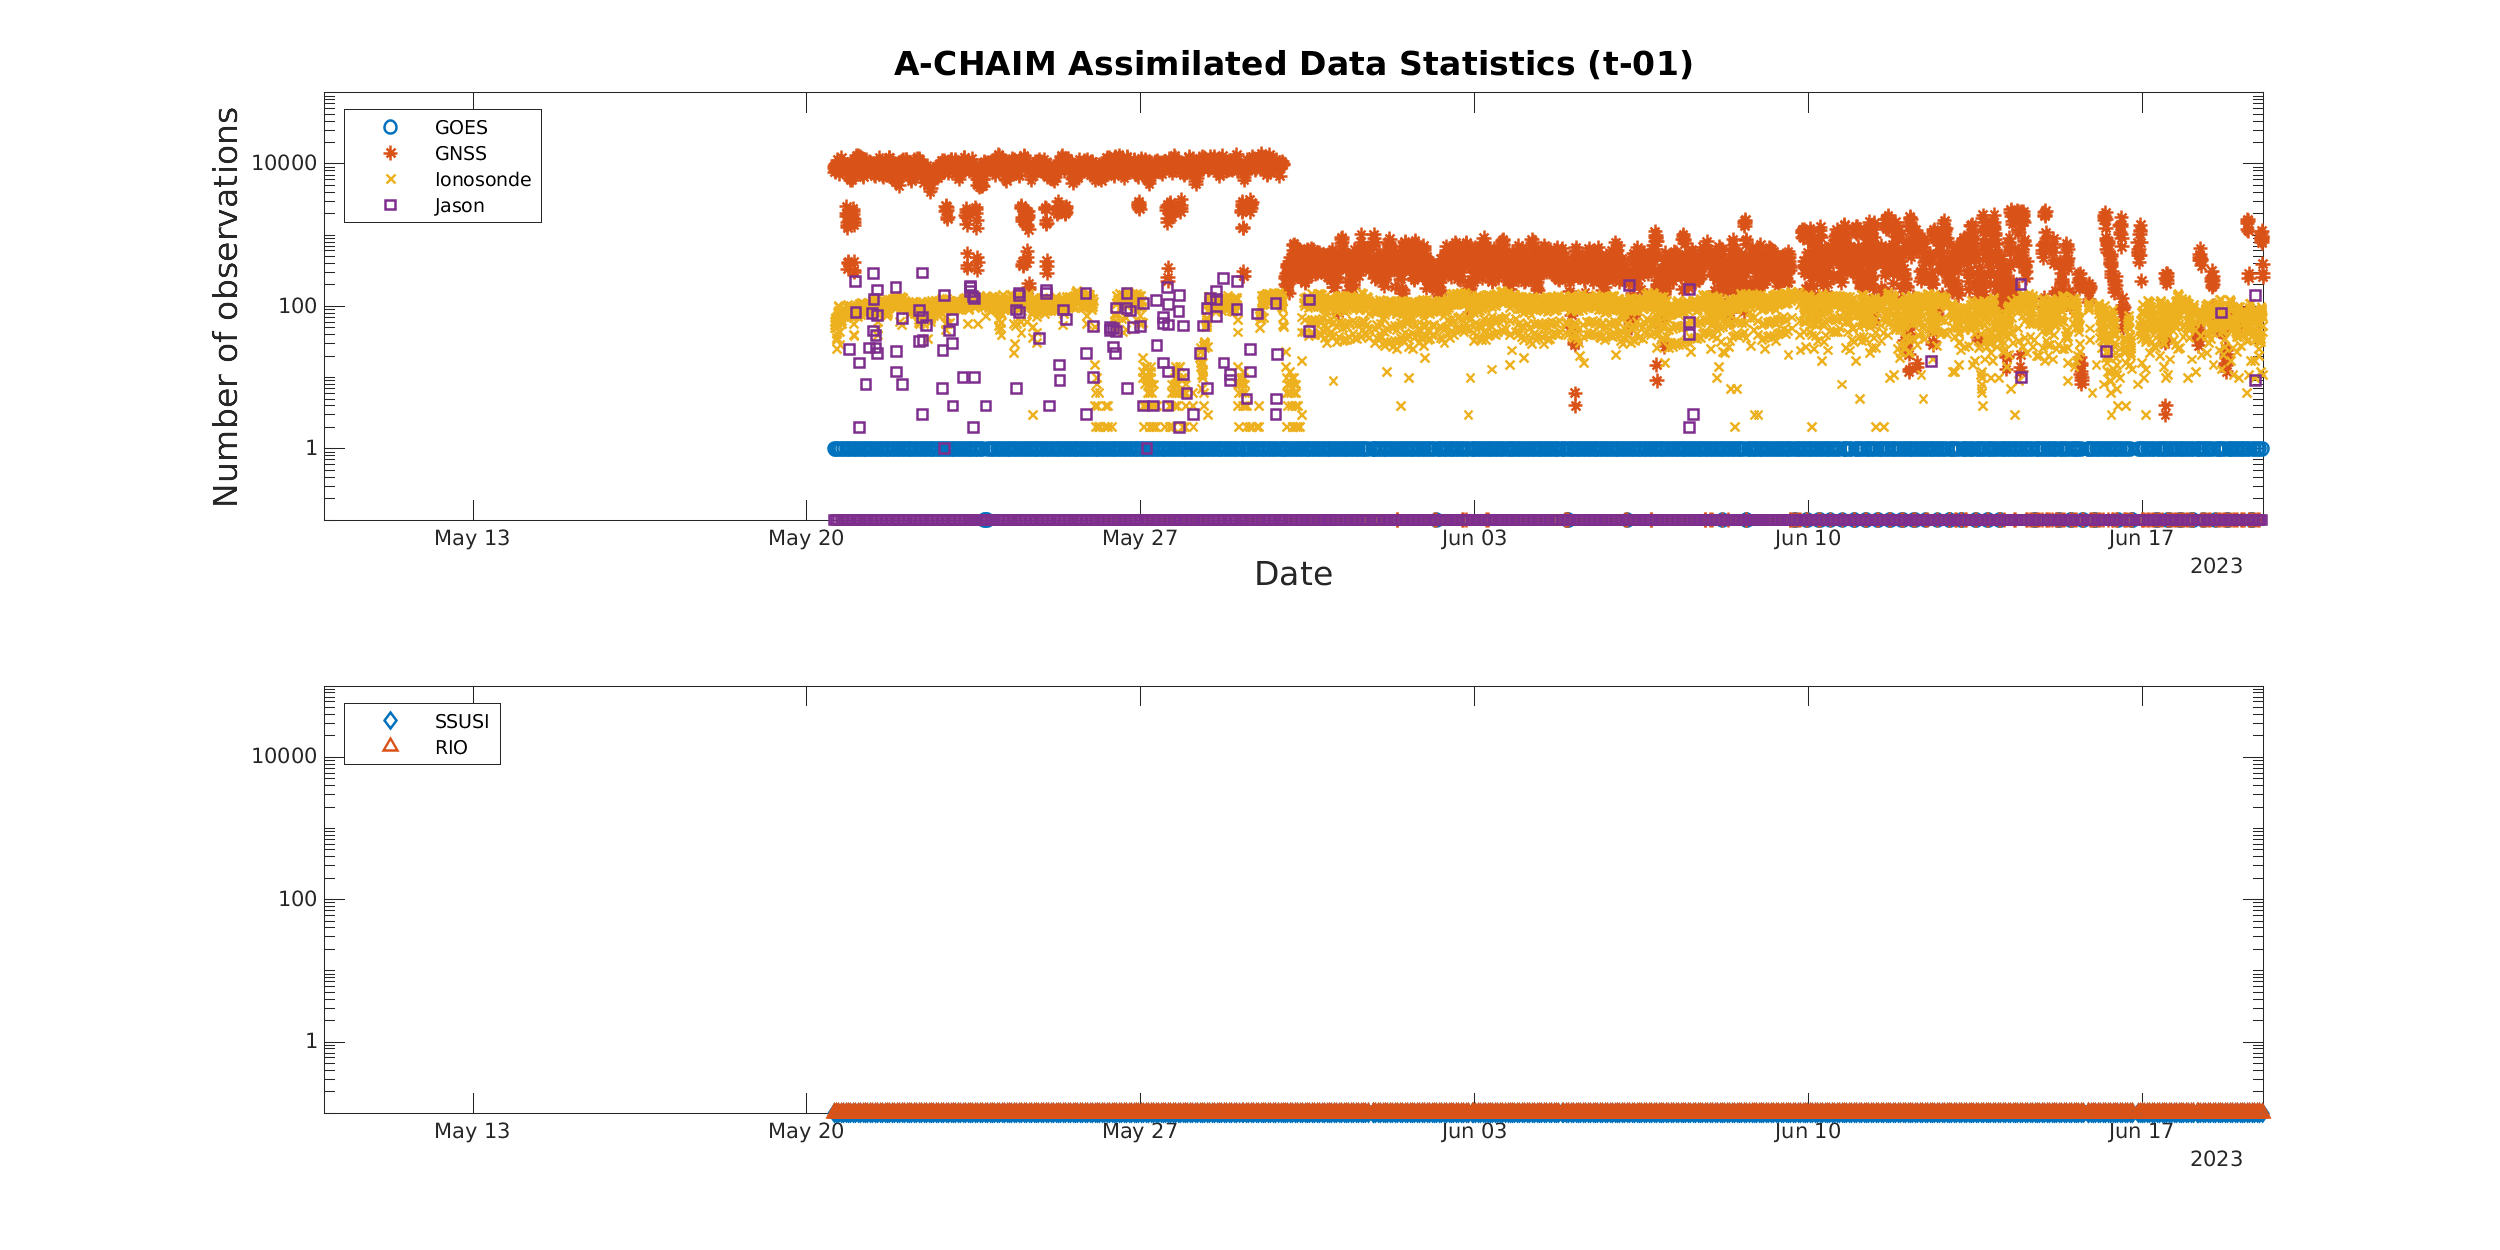 A-CHAIM Assimilated Data Statistics (t-01)
Number of observations
10000
100
1
GOES
GNSS
Ionosonde
Jason
May 13
May 20
May 27
Jun 03
Jun 10
Jun 17
2023
Date
10000
100
1
SSUSI
RIO
May 13
May 20
May 27
Jun 03
Jun 10
Jun 17
2023